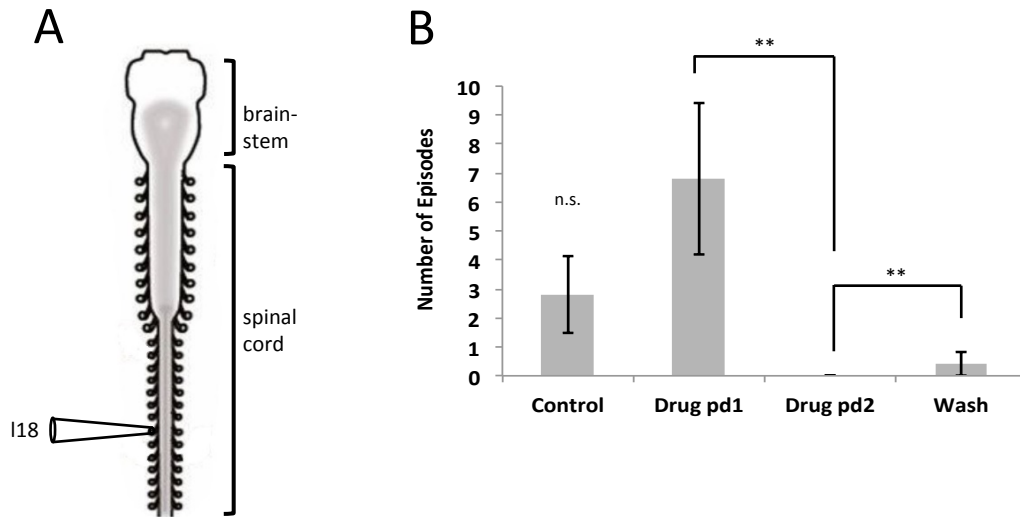 A
brain-
stem
spinal
cord
l18
B
**
**
n.s.
Number of Episodes
10
9
8
7
6
5
4
3
2
1
0
Control Drug pd1 Drug pd2 Wash